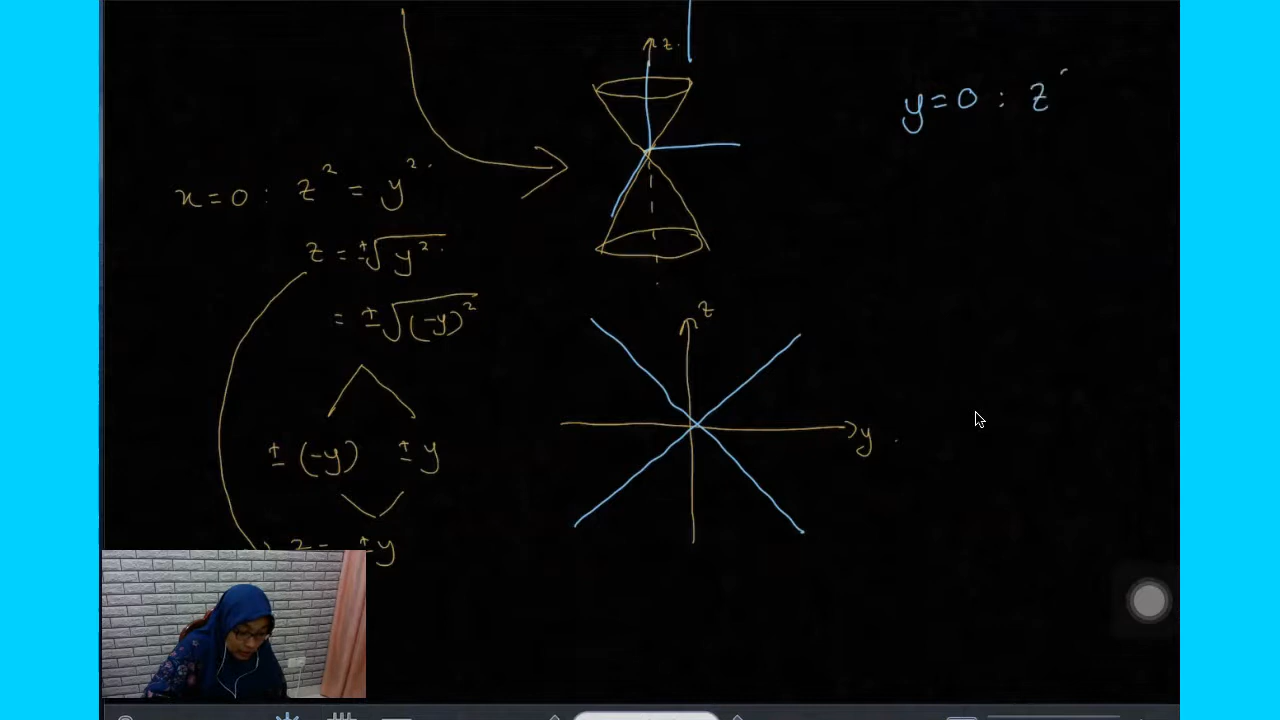 z
y = 0 : z
x = 0 : z² = y²
z = ±√y²
= ±√(-y)²
z
± (-y) ± y
y
z = ± y